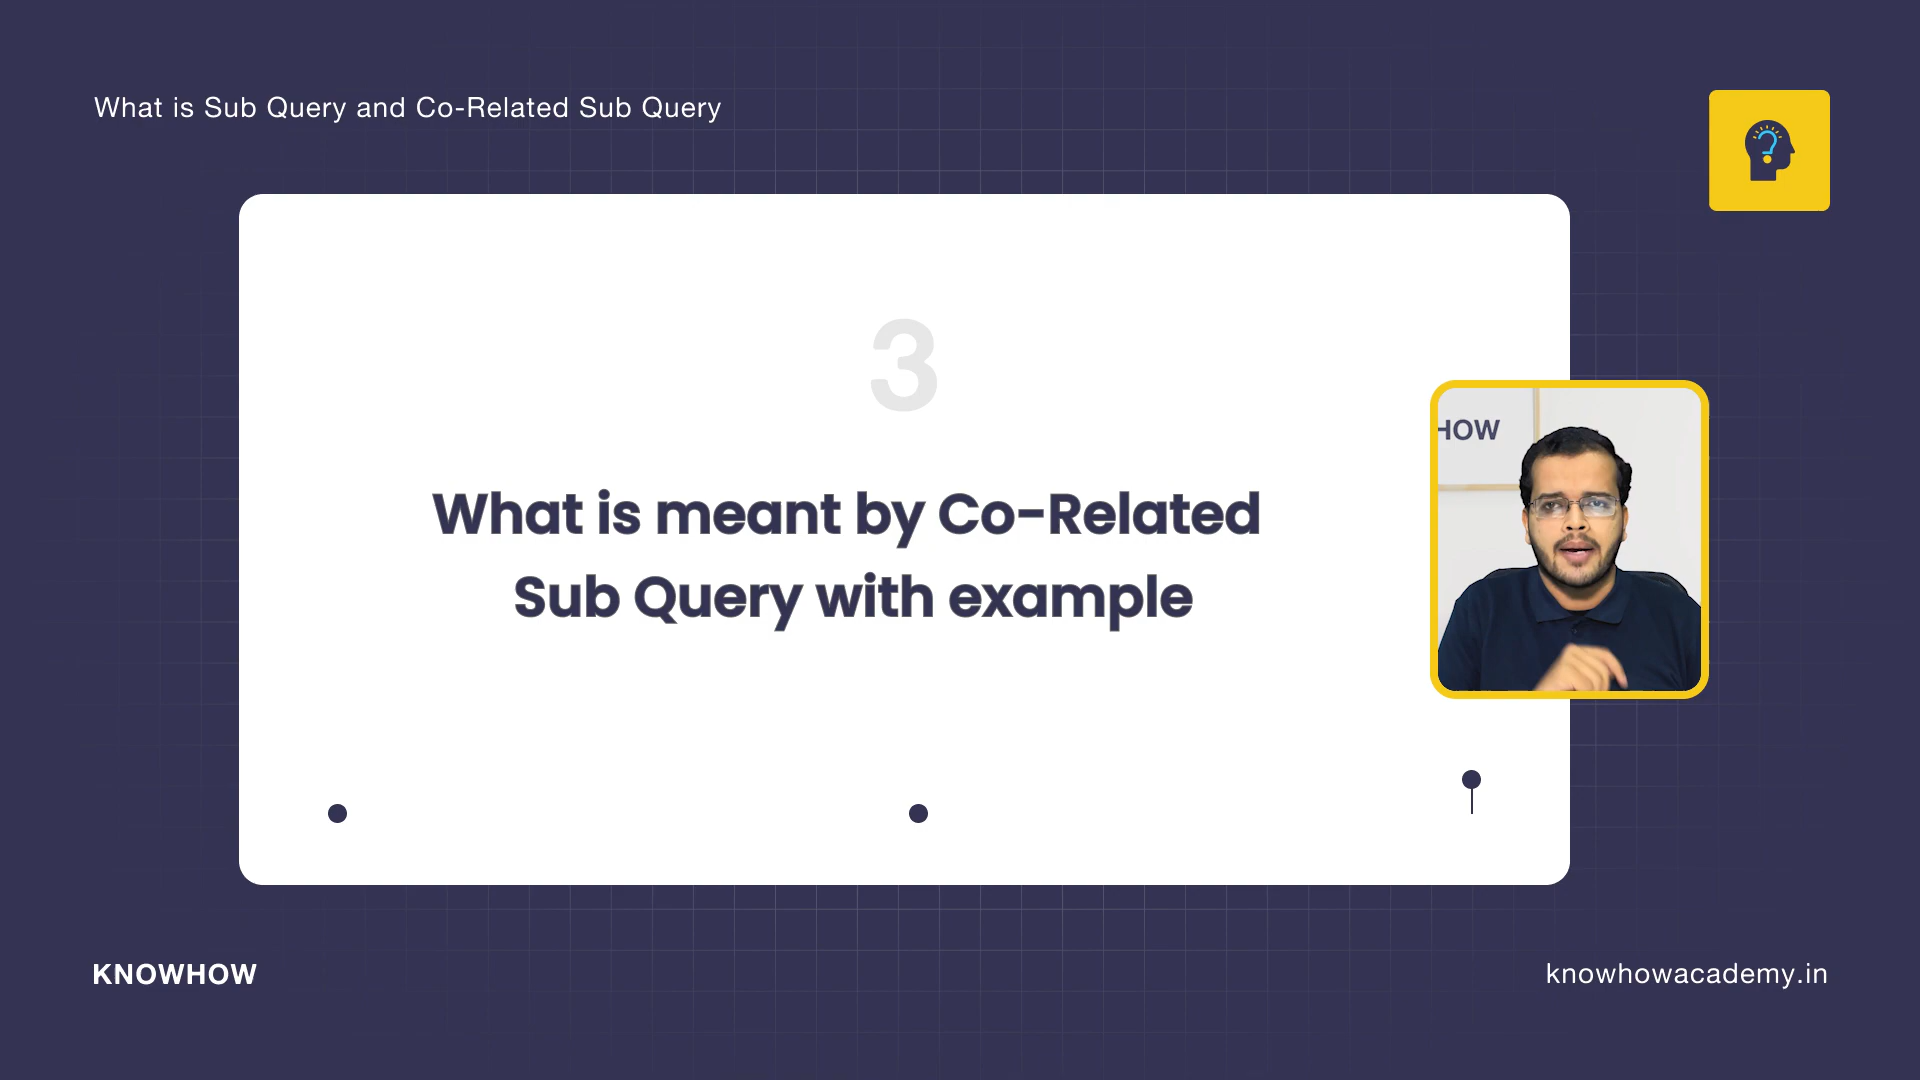 What is Sub Query and Co-Related Sub Query
3
What is meant by Co-Related
Sub Query with example
HOW
KNOWHOW
knowhowacademy.in